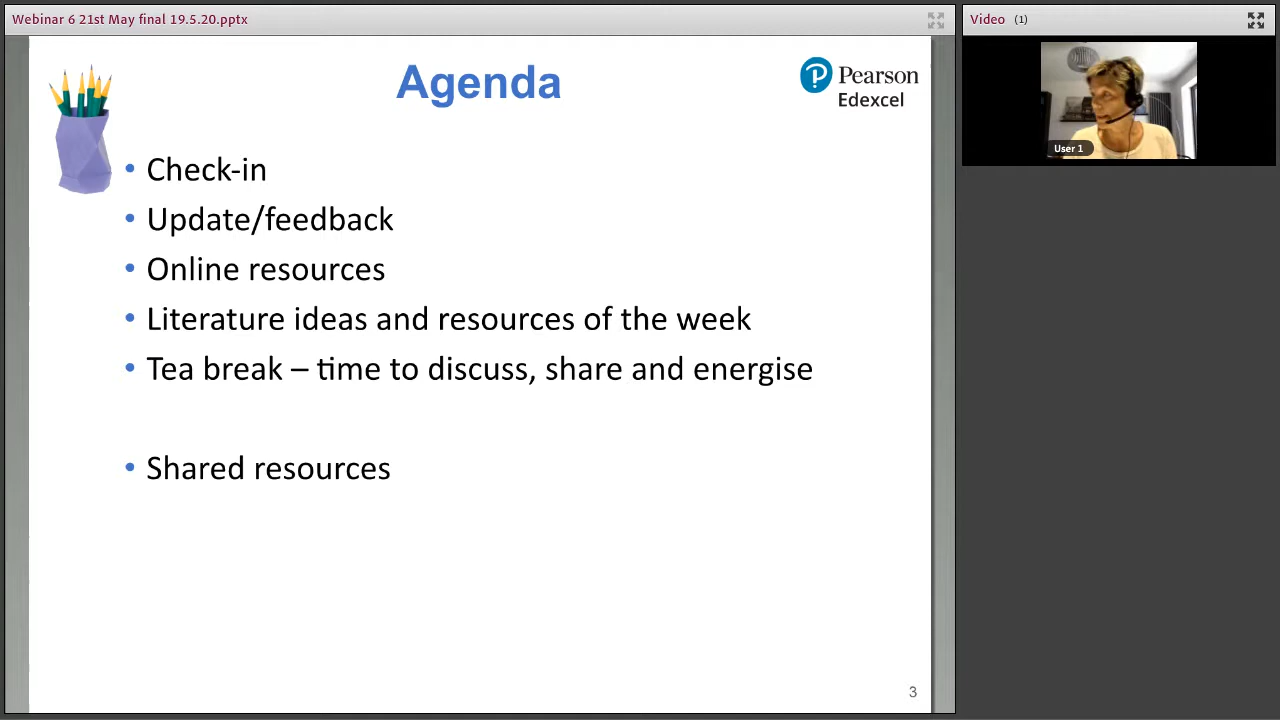 Webinar 6 21st May final 19.5.20.pptx
Video (1)
Agenda
Pearson
Edexcel
User 1
• Check-in
• Update/feedback
• Online resources
• Literature ideas and resources of the week
• Tea break – time to discuss, share and energise
• Shared resources
3